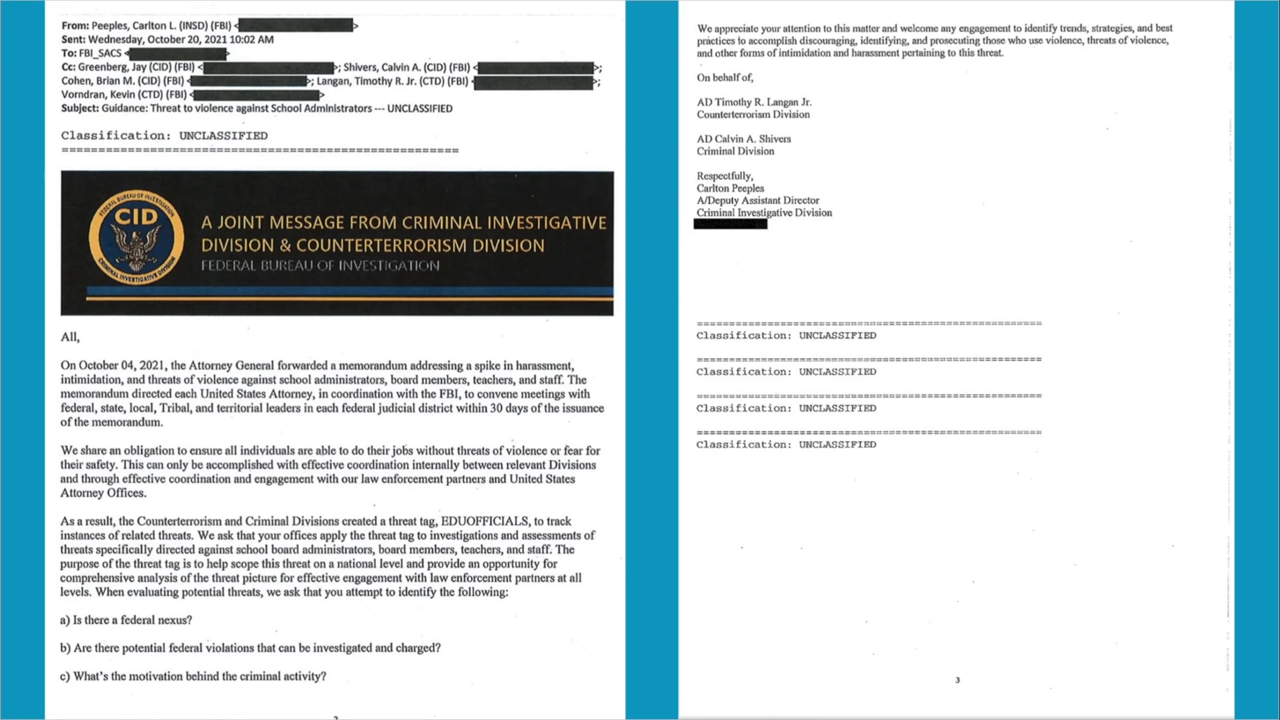 From: Peeples, Carlton L. (INSD) (FBI) < >
Sent: Wednesday, October 20, 2021 10:02 AM
To: FBI_SACS < >
Cc: Greenberg, Jay (CID) (FBI) < >; Shivers, Calvin A. (CID) (FBI) < >;
Cohen, Brian M. (CID) (FBI) < >; Langan, Timothy R. Jr. (CTD) (FBI) < >;
Vorndran, Kevin (CTD) (FBI) < >
Subject: Guidance: Threat to violence against School Administrators --- UNCLASSIFIED
Classification: UNCLASSIFIED
======================================================
FEDERAL BUREAU OF INVESTIGATION
CID
CRIMINAL INVESTIGATIVE DIVISION
A JOINT MESSAGE FROM CRIMINAL INVESTIGATIVE
DIVISION & COUNTERTERRORISM DIVISION
FEDERAL BUREAU OF INVESTIGATION
All,
On October 04, 2021, the Attorney General forwarded a memorandum addressing a spike in harassment,
intimidation, and threats of violence against school administrators, board members, teachers, and staff. The
memorandum directed each United States Attorney, in coordination with the FBI, to convene meetings with
federal, state, local, Tribal, and territorial leaders in each federal judicial district within 30 days of the issuance
of the memorandum.
We share an obligation to ensure all individuals are able to do their jobs without threats of violence or fear for
their safety. This can only be accomplished with effective coordination internally between relevant Divisions
and through effective coordination and engagement with our law enforcement partners and United States
Attorney Offices.
As a result, the Counterterrorism and Criminal Divisions created a threat tag, EDUOFFICIALS, to track
instances of related threats. We ask that your offices apply the threat tag to investigations and assessments of
threats specifically directed against school board administrators, board members, teachers, and staff. The
purpose of the threat tag is to help scope this threat on a national level and provide an opportunity for
comprehensive analysis of the threat picture for effective engagement with law enforcement partners at all
levels. When evaluating potential threats, we ask that you attempt to identify the following:
a) Is there a federal nexus?
b) Are there potential federal violations that can be investigated and charged?
c) What's the motivation behind the criminal activity?
We appreciate your attention to this matter and welcome any engagement to identify trends, strategies, and best
practices to accomplish discouraging, identifying, and prosecuting those who use violence, threats of violence,
and other forms of intimidation and harassment pertaining to this threat.
On behalf of,
AD Timothy R. Langan Jr.
Counterterrorism Division
AD Calvin A. Shivers
Criminal Division
Respectfully,
Carlton Peeples
A/Deputy Assistant Director
Criminal Investigative Division
======================================================
Classification: UNCLASSIFIED
======================================================
Classification: UNCLASSIFIED
======================================================
Classification: UNCLASSIFIED
======================================================
Classification: UNCLASSIFIED
3